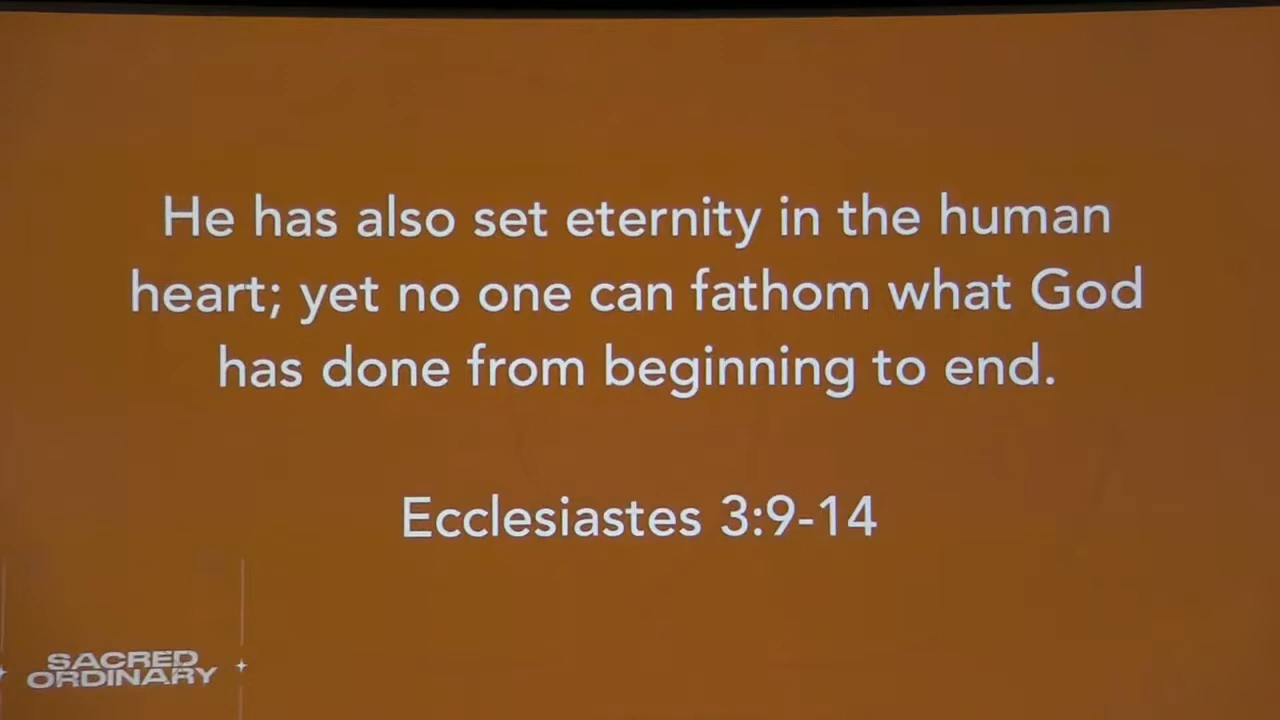 He has also set eternity in the human
heart; yet no one can fathom what God
has done from beginning to end.
Ecclesiastes 3:9-14
SACRED
ORDINARY